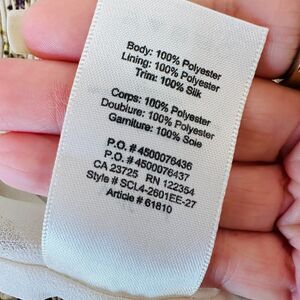 Body: 100% Polyester
Lining: 100% Polyester
Trim: 100% Silk
Corps: 100% Polyester
Doublure: 100% Polyester
Garniture: 100% Soie
P.O. # 4500076436
P.O. # 4500076437
CA 23725 RN 122364
Style # SCL4-2601EE-27
Article # 61810